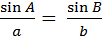 sin A / a = sin B / b